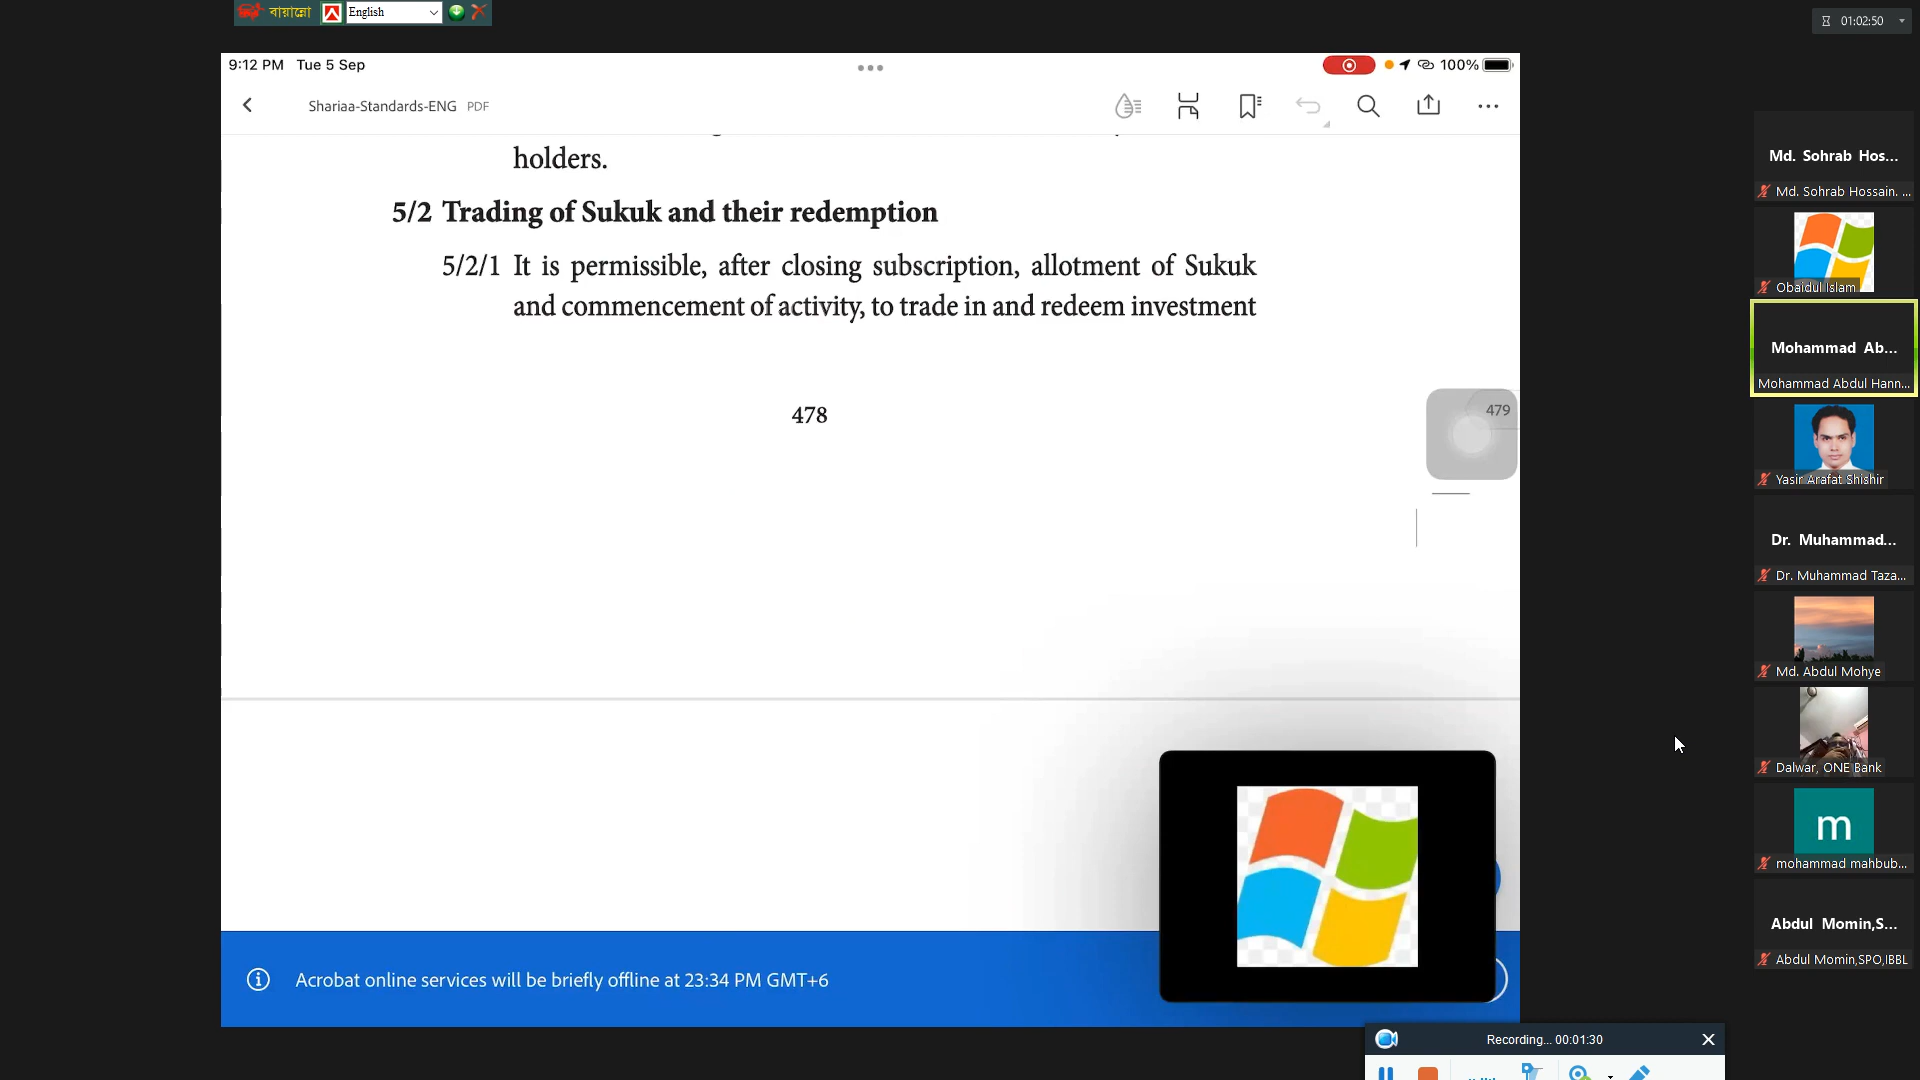 বায়ান্নো
English
01:02:50
9:12 PM Tue 5 Sep
100%
Shariaa-Standards-ENG PDF
holders.
5/2 Trading of Sukuk and their redemption
5/2/1 It is permissible, after closing subscription, allotment of Sukuk
and commencement of activity, to trade in and redeem investment
478
479
Acrobat online services will be briefly offline at 23:34 PM GMT+6
Md. Sohrab Hos...
Md. Sohrab Hossain. ...
Obaidul Islam
Mohammad Ab...
Mohammad Abdul Hann...
Yasir Arafat Shishir
Dr. Muhammad...
Dr. Muhammad Taza...
Md. Abdul Mohye
Dalwar, ONE Bank
m
mohammad mahbub...
Abdul Momin,S...
Abdul Momin,SPO,IBBL
Recording... 00:01:30